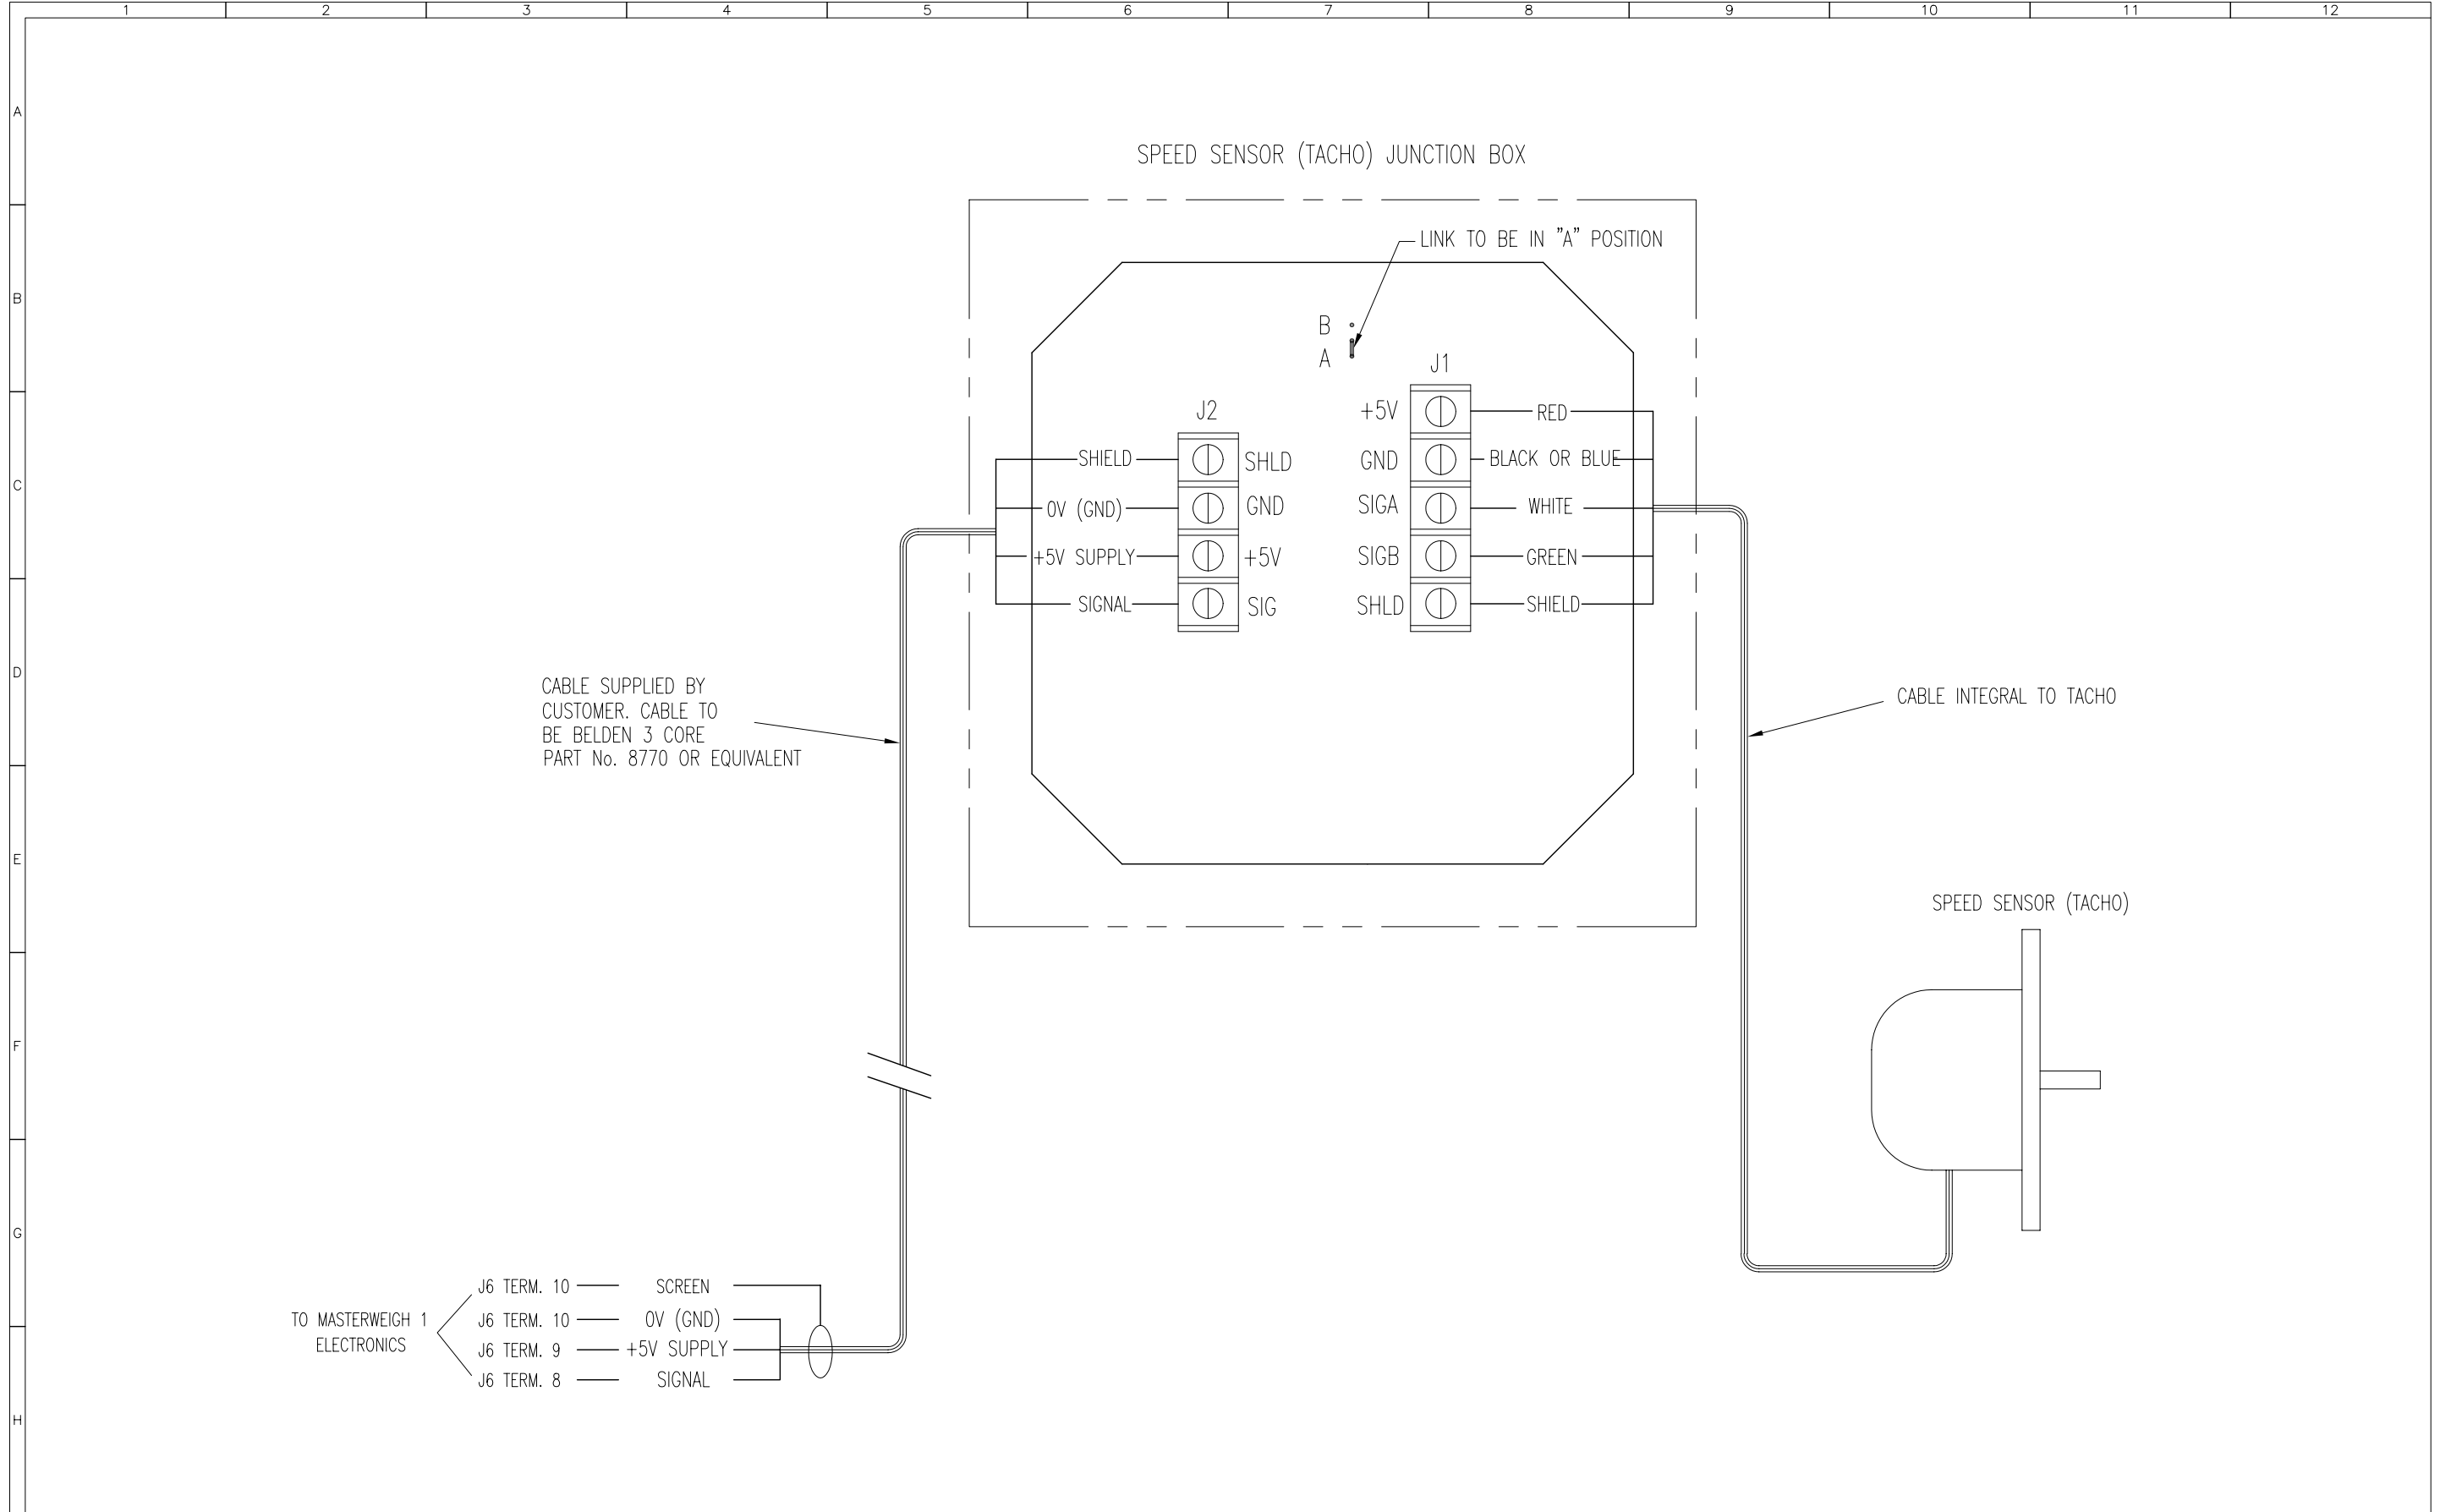 1 2 3 4 5 6 7 8 9 10 11 12
A
SPEED SENSOR (TACHO) JUNCTION BOX
LINK TO BE IN "A" POSITION
B
B
A
J1
J2
+5V
RED
SHIELD
SHLD
GND
BLACK OR BLUE
C
0V (GND)
GND
SIGA
WHITE
+5V SUPPLY
+5V
SIGB
GREEN
SIGNAL
SIG
SHLD
SHIELD
D
CABLE SUPPLIED BY
CUSTOMER. CABLE TO
BE BELDEN 3 CORE
PART No. 8770 OR EQUIVALENT
CABLE INTEGRAL TO TACHO
E
SPEED SENSOR (TACHO)
F
G
J6 TERM. 10 SCREEN
TO MASTERWEIGH 1
ELECTRONICS
J6 TERM. 10 0V (GND)
J6 TERM. 9 +5V SUPPLY
J6 TERM. 8 SIGNAL
H